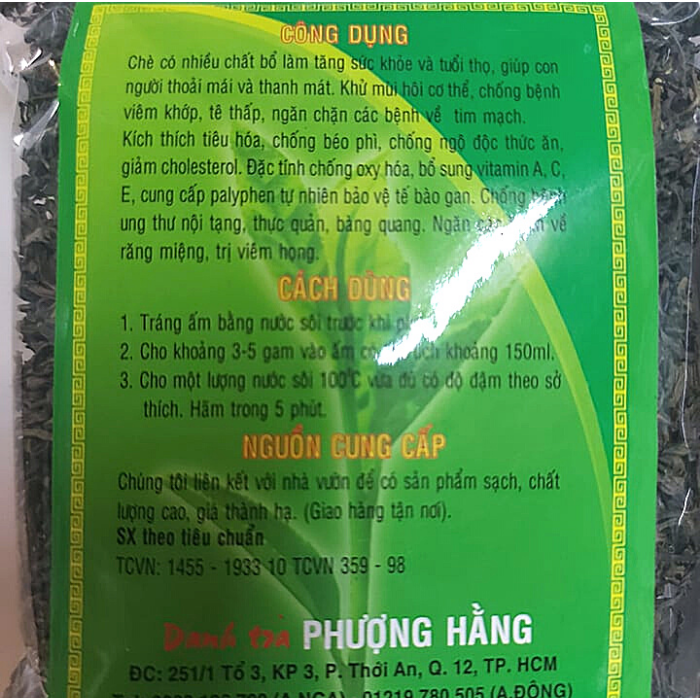 CÔNG DỤNG
Chè có nhiều chất bổ làm tăng sức khỏe và tuổi thọ, giúp con
người thoải mái và thanh mát. Khử mùi hôi cơ thể, chống bệnh
viêm khớp, tê thấp, ngăn chặn các bệnh về tim mạch.
Kích thích tiêu hóa, chống béo phì, chống ngộ độc thức ăn,
giảm cholesterol. Đặc tính chống oxy hóa, bổ sung vitamin A, C,
E, cung cấp palyphen tự nhiên bảo vệ tế bào gan. Chống bệnh
ung thư nội tạng, thực quản, bảng quang. Ngăn về
răng miệng, trị viêm họng.
CÁCH DÙNG
1. Tráng ấm bằng nước sôi trước khi
2. Cho khoảng 3-5 gam vào ấm khoảng 150ml.
3. Cho một lượng nước sôi 100°C vừa đủ có độ đậm theo sở
thích. Hãm trong 5 phút.
NGUỒN CUNG CẤP
Chúng tôi liên kết với nhà vườn để có sản phẩm sạch, chất
lượng cao, giá thành hạ. (Giao hàng tận nơi).
SX theo tiêu chuẩn
TCVN: 1455 - 1933 10 TCVN 359 - 98
Danh trà PHƯỢNG HẰNG
ĐC: 251/1 Tổ 3, KP 3, P. Thới An, Q. 12, TP. HCM
(A.NGA) 01219 780 505 (A.ĐÔNG)